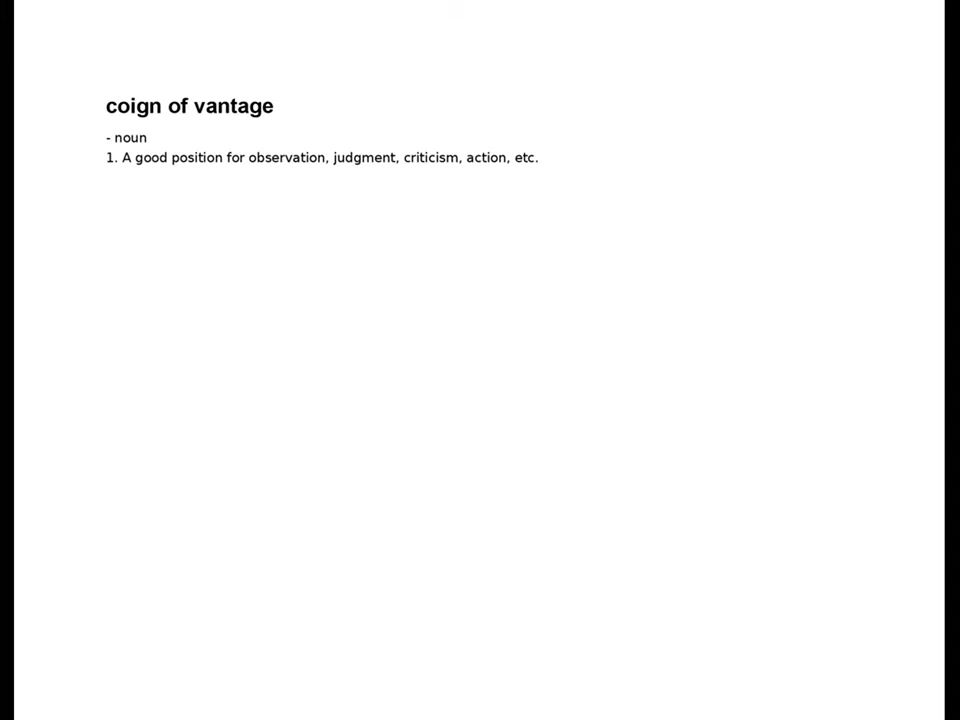 coign of vantage
- noun
1. A good position for observation, judgment, criticism, action, etc.